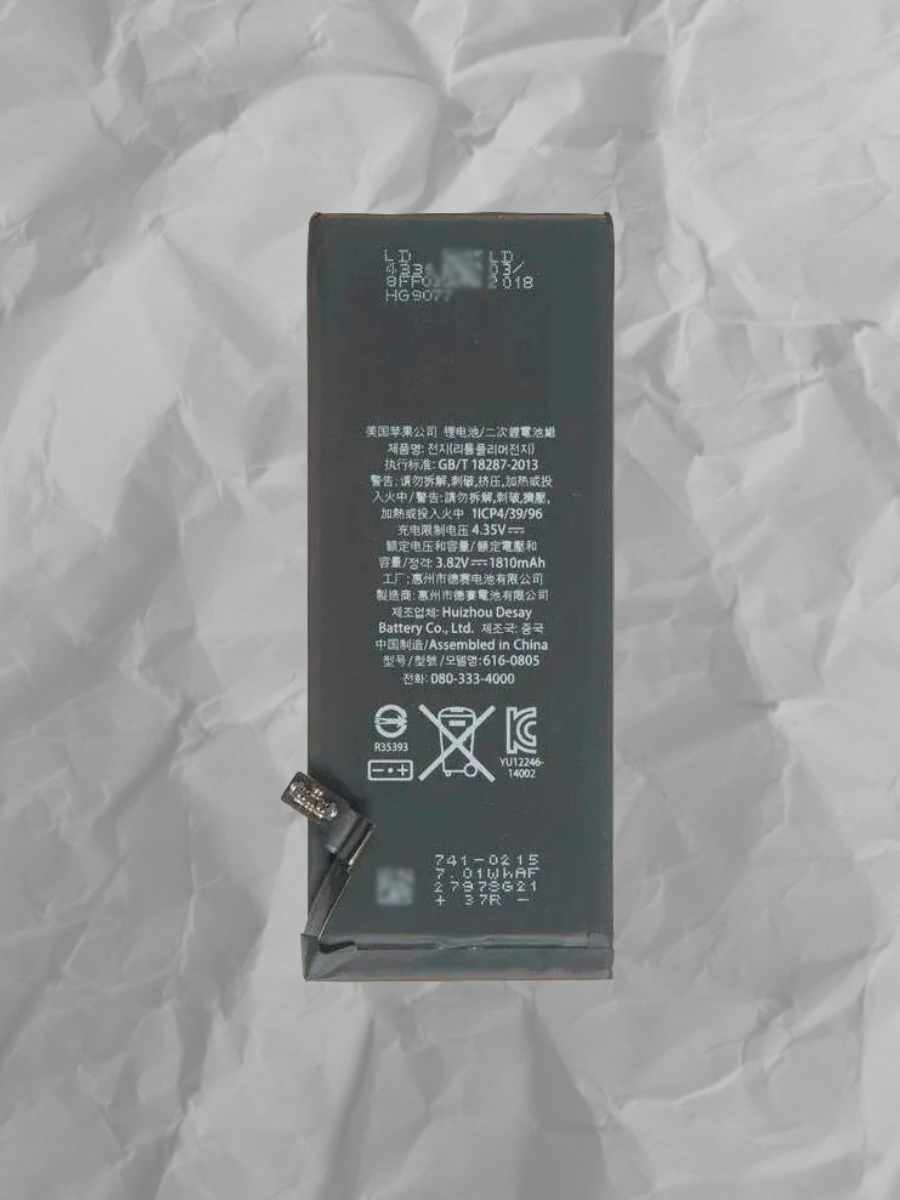 LD LD
03/
2018
HG9077
美国苹果公司 锂电池/二次鋰電池組
제품명: 전지(리튬폴리머전지)
执行标准: GB/T 18287-2013
警告:请勿拆解,刺破,挤压,加热或投
入火中/警告:請勿拆解,刺破,擠壓,
加熱或投入火中 1ICP4/39/96
充电限制电压 4.35V⎓
额定电压和容量/額定電壓和
容量/정격: 3.82V⎓1810mAh
工厂:惠州市德赛电池有限公司
製造商:惠州市德賽電池有限公司
제조업체: Huizhou Desay
Battery Co., Ltd. 제조국: 중국
中国制造/Assembled in China
型号/型號/모델명:616-0805
전화: 080-333-4000
R35393
YU12246-
14002
741-0215
7.01WhAF
27978G21
+ 37R -